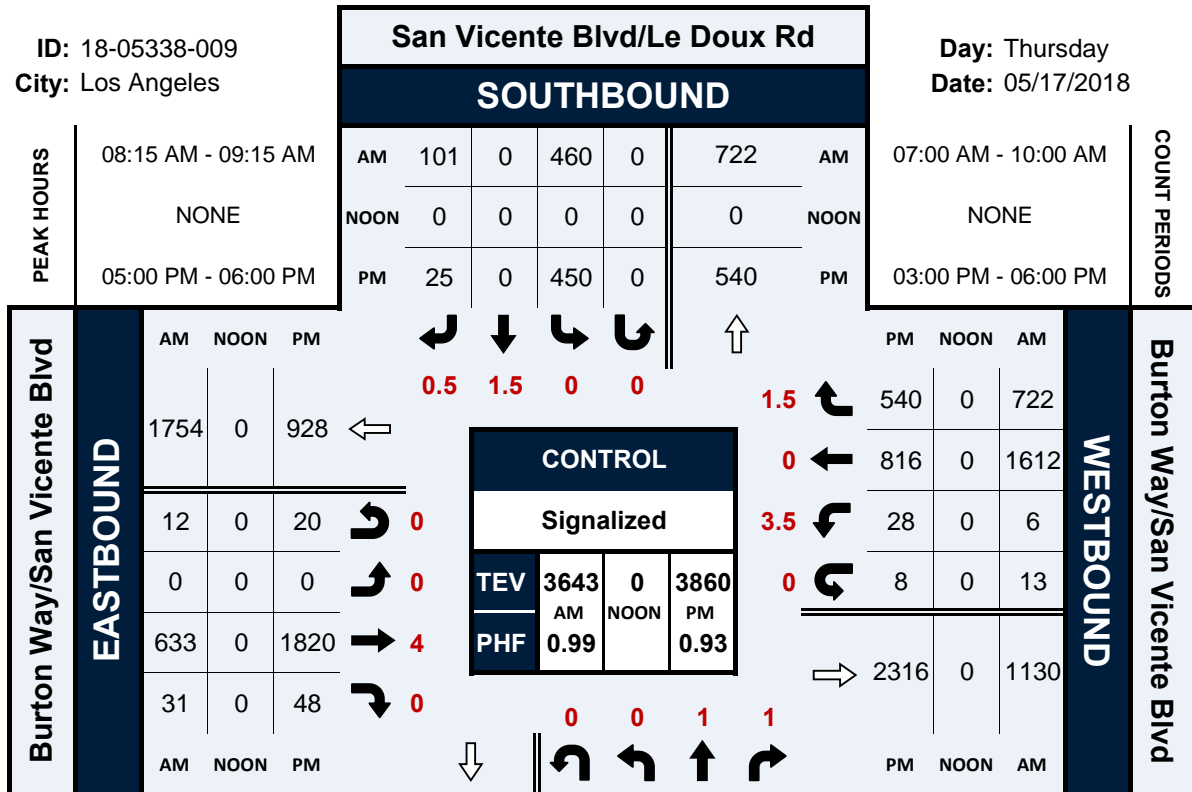 San Vicente Blvd/Le Doux Rd
ID: 18-05338-009
Day: Thursday
City: Los Angeles
Date: 05/17/2018
SOUTHBOUND
PEAK HOURS
08:15 AM - 09:15 AM
AM 101 0 460 0 722 AM
07:00 AM - 10:00 AM
COUNT PERIODS
NONE
NOON 0 0 0 0 0 NOON
NONE
05:00 PM - 06:00 PM
PM 25 0 450 0 540 PM
03:00 PM - 06:00 PM
Burton Way/San Vicente Blvd
EASTBOUND
AM NOON PM
PM NOON AM
WESTBOUND
Burton Way/San Vicente Blvd
0.5 1.5 0 0
1.5 540 0 722
1754 0 928
CONTROL
0 816 0 1612
12 0 20 0
Signalized
3.5 28 0 6
0 0 0 0
TEV 3643 0 3860
AM NOON PM
0 8 0 13
633 0 1820 4
PHF 0.99 0.93
2316 0 1130
31 0 48 0
0 0 1 1
AM NOON PM
PM NOON AM